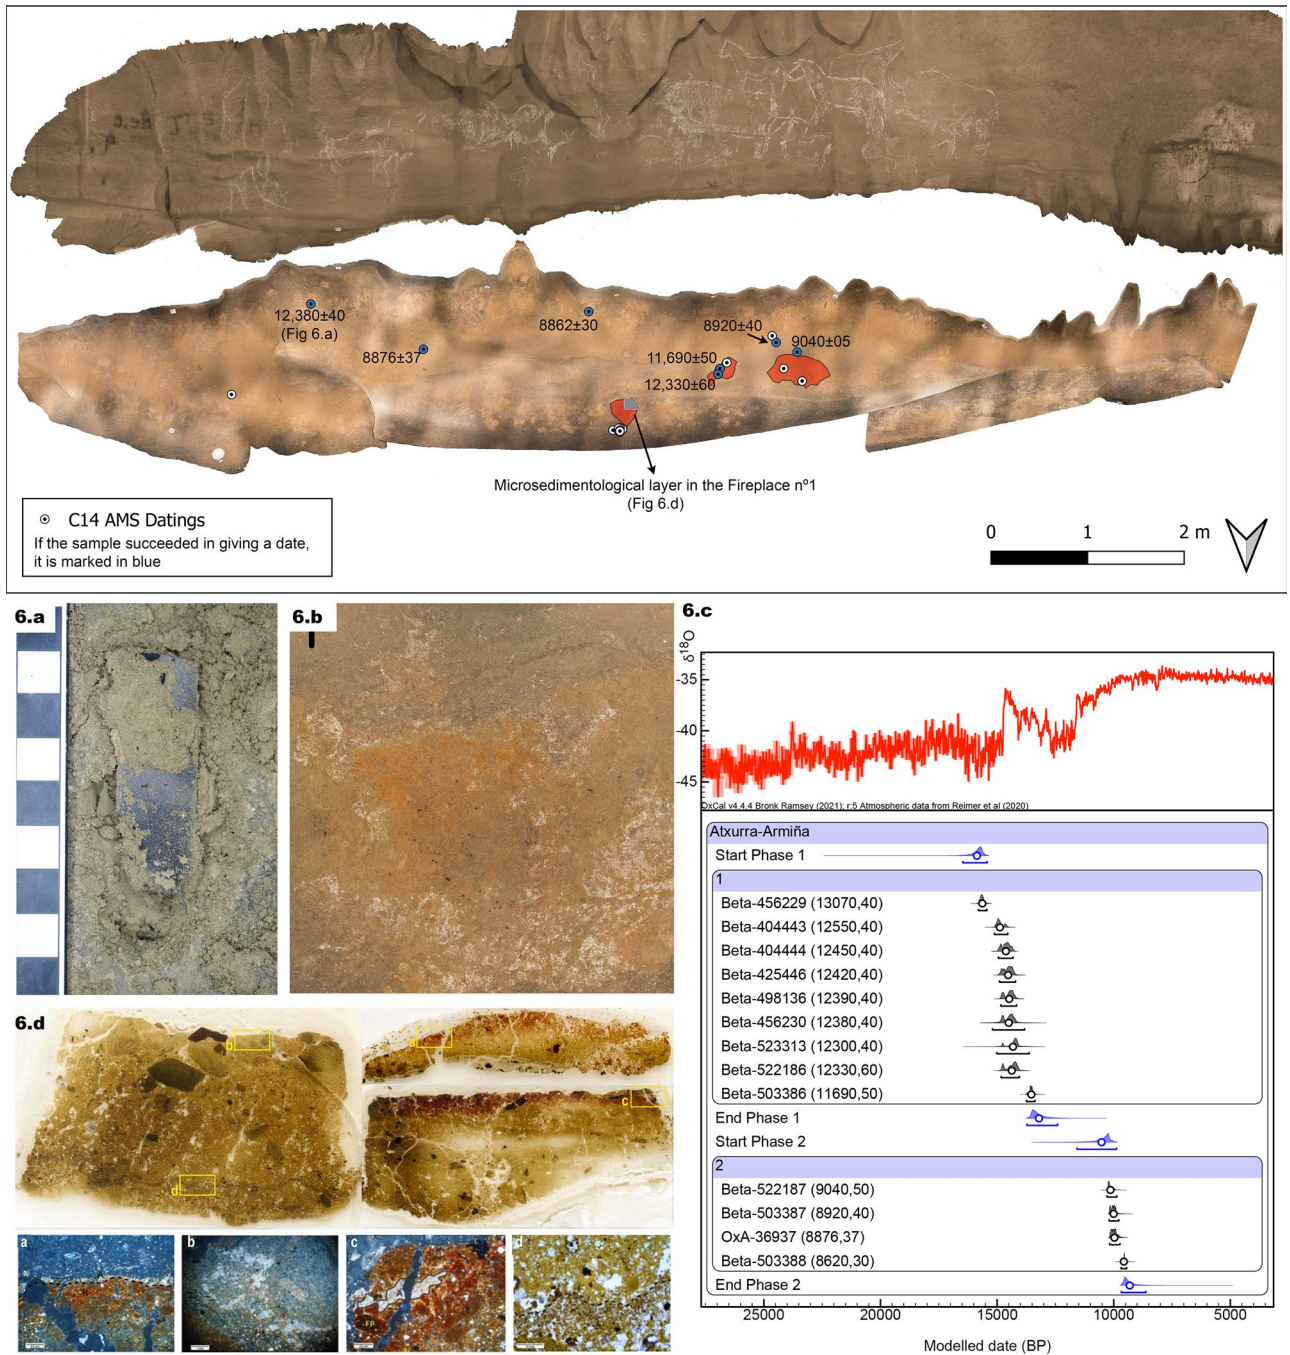 12,380±40
(Fig 6.a)
8876±37
8862±30
8920±40
9040±05
11,690±50
12,330±60
Microsedimentological layer in the Fireplace nº1
(Fig 6.d)
C14 AMS Datings
If the sample succeeded in giving a date,
it is marked in blue
0 1 2 m
6.a
6.b
6.c
δ18O
-35
-40
-45
OxCal v4.4.4 Bronk Ramsey (2021); r:5 Atmospheric data from Reimer et al (2020)
Atxurra-Armiña
Start Phase 1
1
Beta-456229 (13070,40)
Beta-404443 (12550,40)
Beta-404444 (12450,40)
Beta-425446 (12420,40)
Beta-498136 (12390,40)
Beta-456230 (12380,40)
Beta-523313 (12300,40)
Beta-522186 (12330,60)
Beta-503386 (11690,50)
End Phase 1
Start Phase 2
2
Beta-522187 (9040,50)
Beta-503387 (8920,40)
OxA-36937 (8876,37)
Beta-503388 (8620,30)
End Phase 2
25000 20000 15000 10000 5000
Modelled date (BP)
6.d
b
a
c
d
a
b
c
d
FP